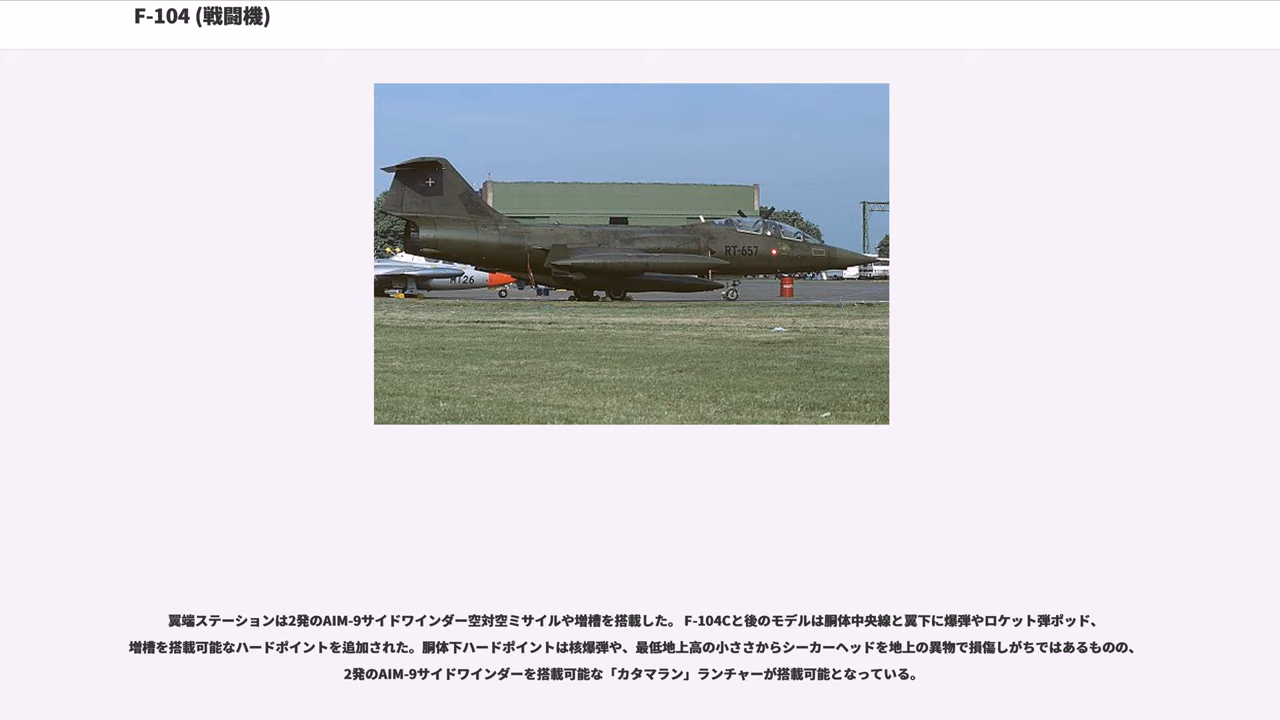 F-104 (戦闘機)
RT-657
MT26
翼端ステーションは2発のAIM-9サイドワインダー空対空ミサイルや増槽を搭載した。 F-104Cと後のモデルは胴体中央線と翼下に爆弾やロケット弾ポッド、
増槽を搭載可能なハードポイントを追加された。胴体下ハードポイントは核爆弾や、最低地上高の小ささからシーカーヘッドを地上の異物で損傷しがちではあるものの、
2発のAIM-9サイドワインダーを搭載可能な「カタマラン」ランチャーが搭載可能となっている。